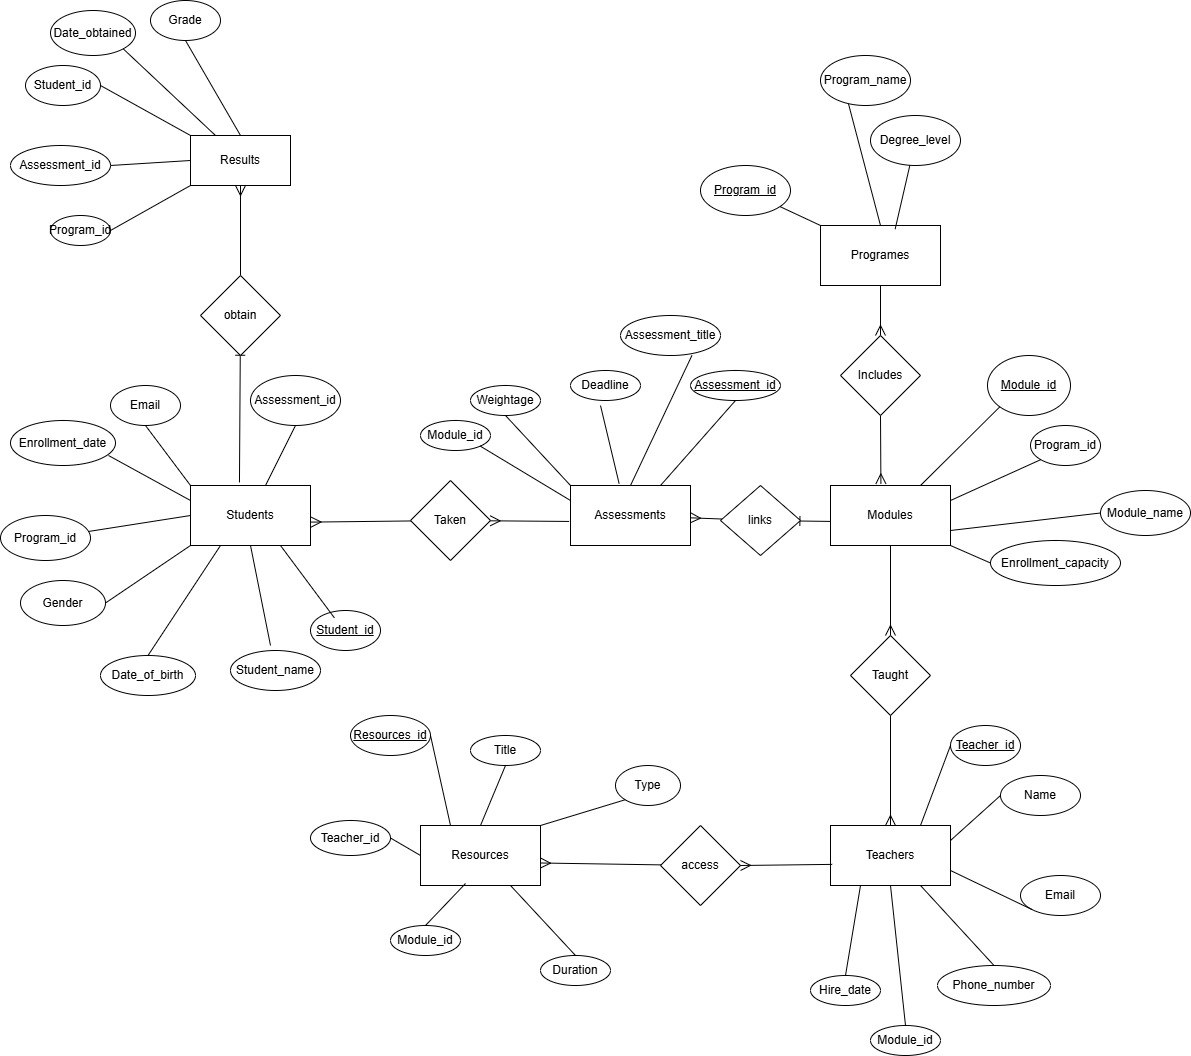 Grade
Date_obtained
Student_id
Results
Assessment_id
Program_id
obtain
Program_name
Degree_level
Program_id
Programes
Includes
Assessment_title
Deadline
Assessment_id
Weightage
Module_id
Email
Assessment_id
Enrollment_date
Students
Program_id
Gender
Date_of_birth
Student_name
Student_id
Taken
Assessments
links
Modules
Module_id
Program_id
Module_name
Enrollment_capacity
Taught
Resources_id
Title
Type
Teacher_id
Resources
Module_id
Duration
access
Teachers
Teacher_id
Name
Email
Phone_number
Hire_date
Module_id